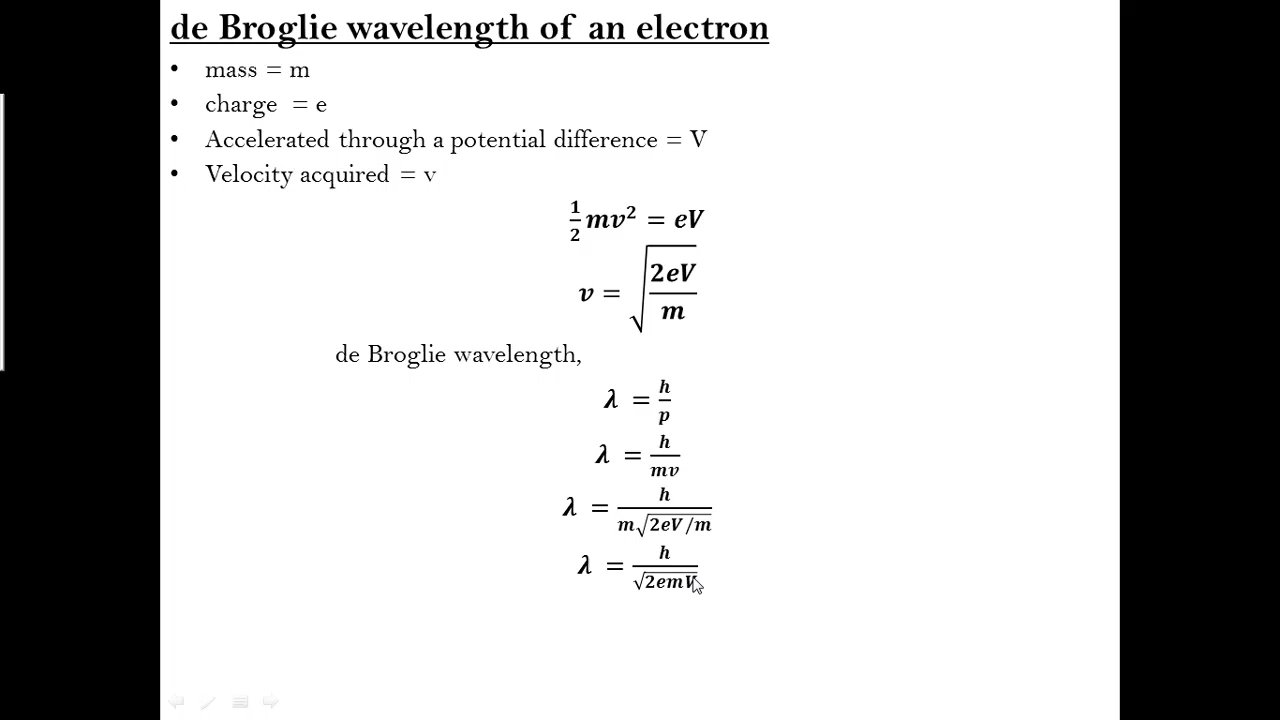 de Broglie wavelength of an electron
• mass = m
• charge = e
• Accelerated through a potential difference = V
• Velocity acquired = v
½mv² = eV
v = √(2eV/m)
de Broglie wavelength,
λ = h/p
λ = h/mv
λ = h/(m√(2eV/m))
λ = h/√(2emV)